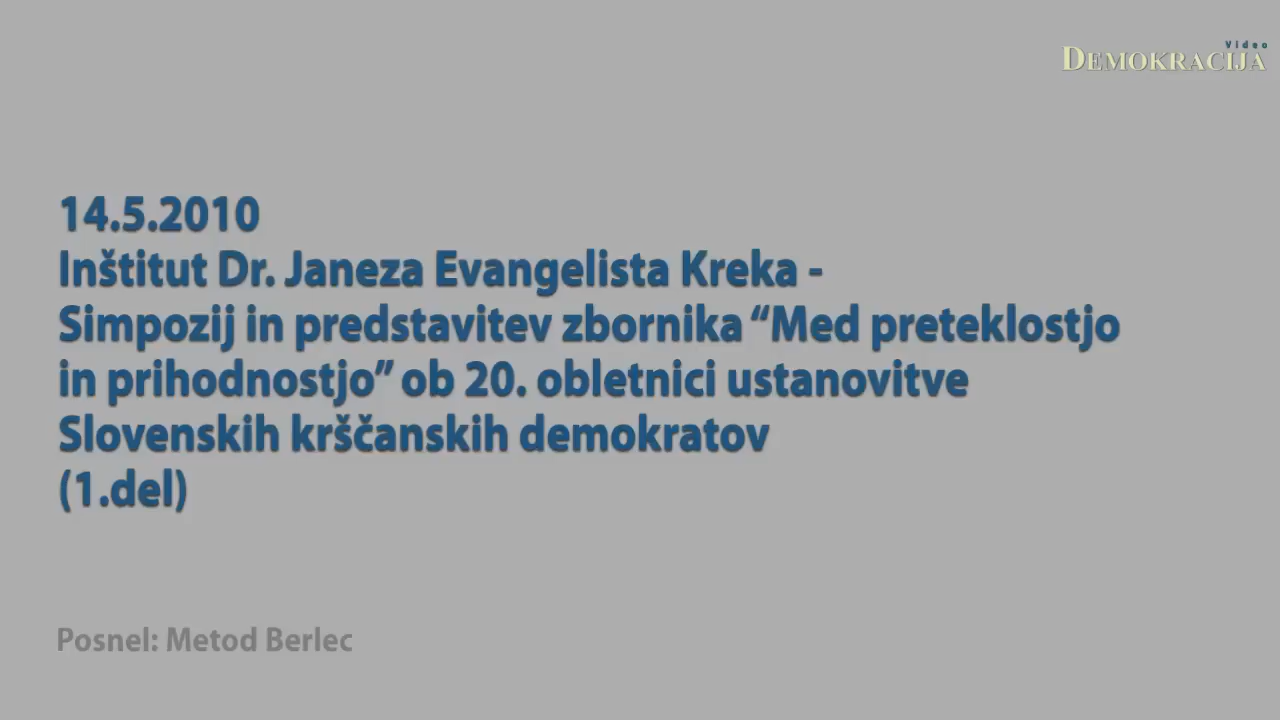 Video
DEMOKRACIJA
14.5.2010
Inštitut Dr. Janeza Evangelista Kreka -
Simpozij in predstavitev zbornika “Med preteklostjo
in prihodnostjo” ob 20. obletnici ustanovitve
Slovenskih krščanskih demokratov
(1.del)
Posnel: Metod Berlec